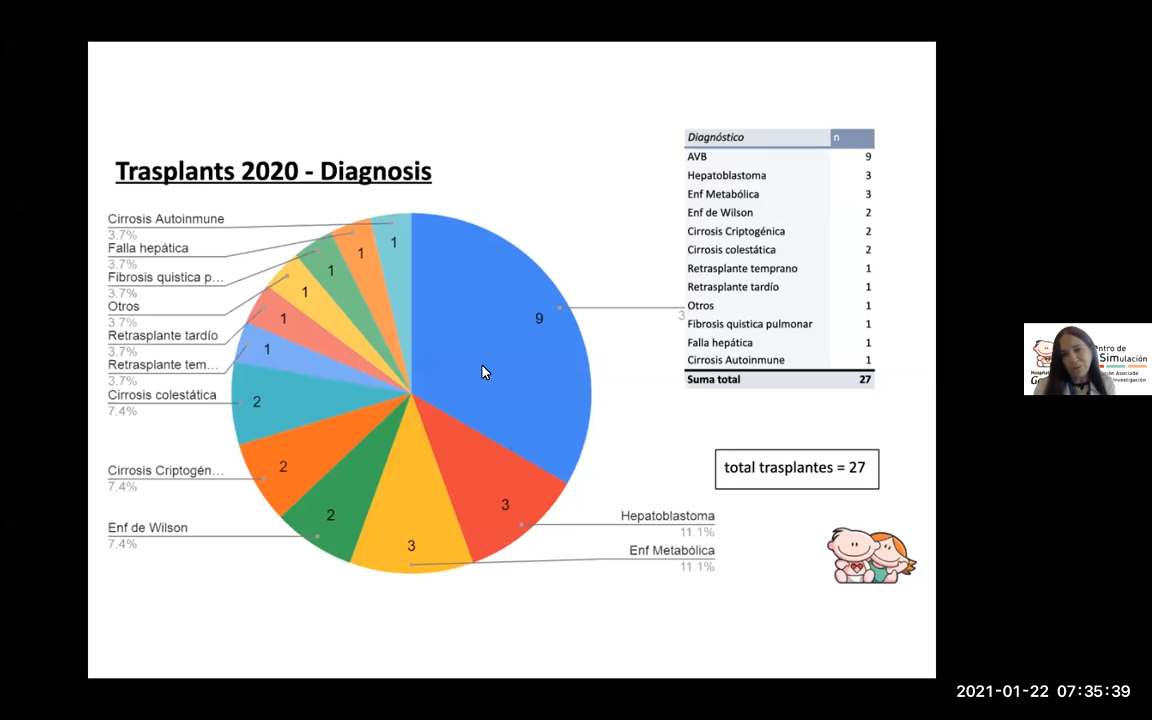 Trasplants 2020 - Diagnosis
Cirrosis Autoinmune
3.7%
Falla hepática
3.7%
Fibrosis quistica p...
3.7%
Otros
3.7%
Retrasplante tardío
3.7%
Retrasplante tem...
3.7%
Cirrosis colestática
7.4%
Cirrosis Criptogén...
7.4%
Enf de Wilson
7.4%
1
1
1
1
1
1
2
2
2
3
3
9
3
Hepatoblastoma
11.1%
Enf Metabólica
11.1%
Diagnóstico n
AVB 9
Hepatoblastoma 3
Enf Metabólica 3
Enf de Wilson 2
Cirrosis Criptogénica 2
Cirrosis colestática 2
Retrasplante temprano 1
Retrasplante tardío 1
Otros 1
Fibrosis quistica pulmonar 1
Falla hepática 1
Cirrosis Autoinmune 1
Suma total 27
total trasplantes = 27
ntro de
Simulación
2021-01-22 07:35:39